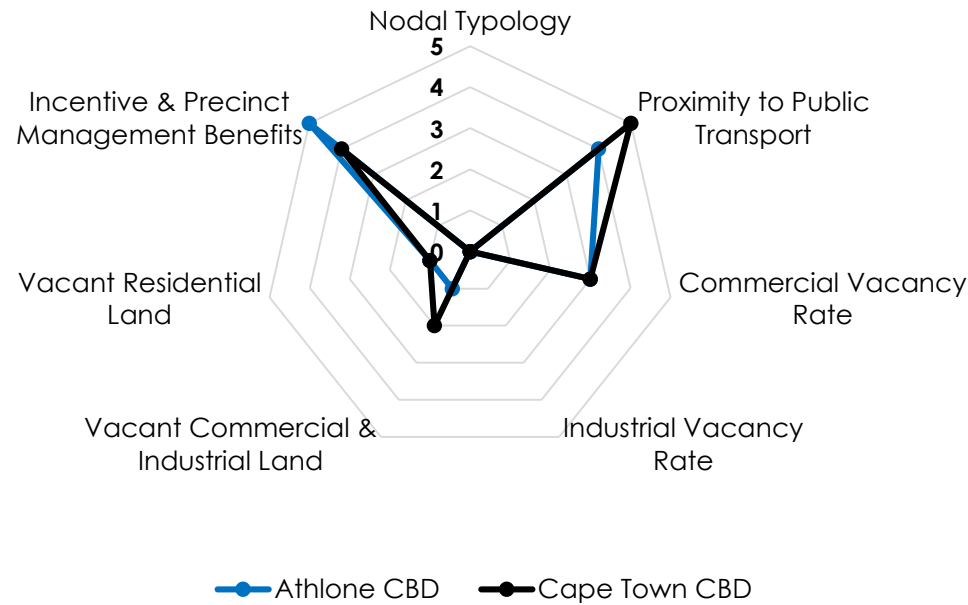 Nodal Typology
5
4
3
2
1
0
Proximity to Public
Transport
Commercial Vacancy
Rate
Industrial Vacancy
Rate
Vacant Commercial &
Industrial Land
Vacant Residential
Land
Incentive & Precinct
Management Benefits
Athlone CBD
Cape Town CBD